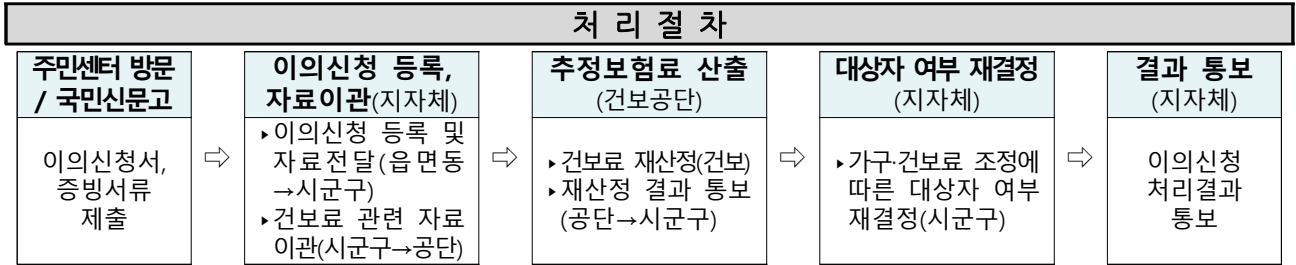 처 리 절 차
주민센터 방문
/ 국민신문고
이의신청서,
증빙서류
제출
⇨
이의신청 등록,
자료이관(지자체)
▸이의신청 등록 및
자료전달(읍면동
→시군구)
▸건보료 관련 자료
이관(시군구→공단)
⇨
추정보험료 산출
(건보공단)
▸건보료 재산정(건보)
▸재산정 결과 통보
(공단→시군구)
⇨
대상자 여부 재결정
(지자체)
▸가구·건보료 조정에
따른 대상자 여부
재결정(시군구)
⇨
결과 통보
(지자체)
이의신청
처리결과
통보